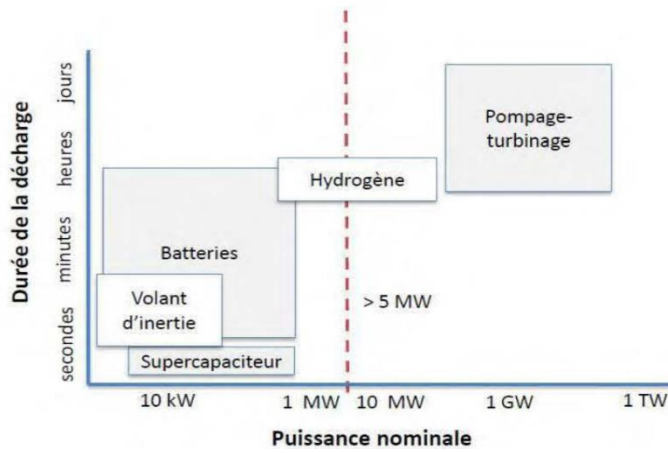 Durée de la décharge
jours
heures
minutes
secondes
Pompage-
turbinage
Hydrogène
Batteries
Volant
d’inertie
Supercapaciteur
> 5 MW
10 kW
1 MW
10 MW
1 GW
1 TW
Puissance nominale